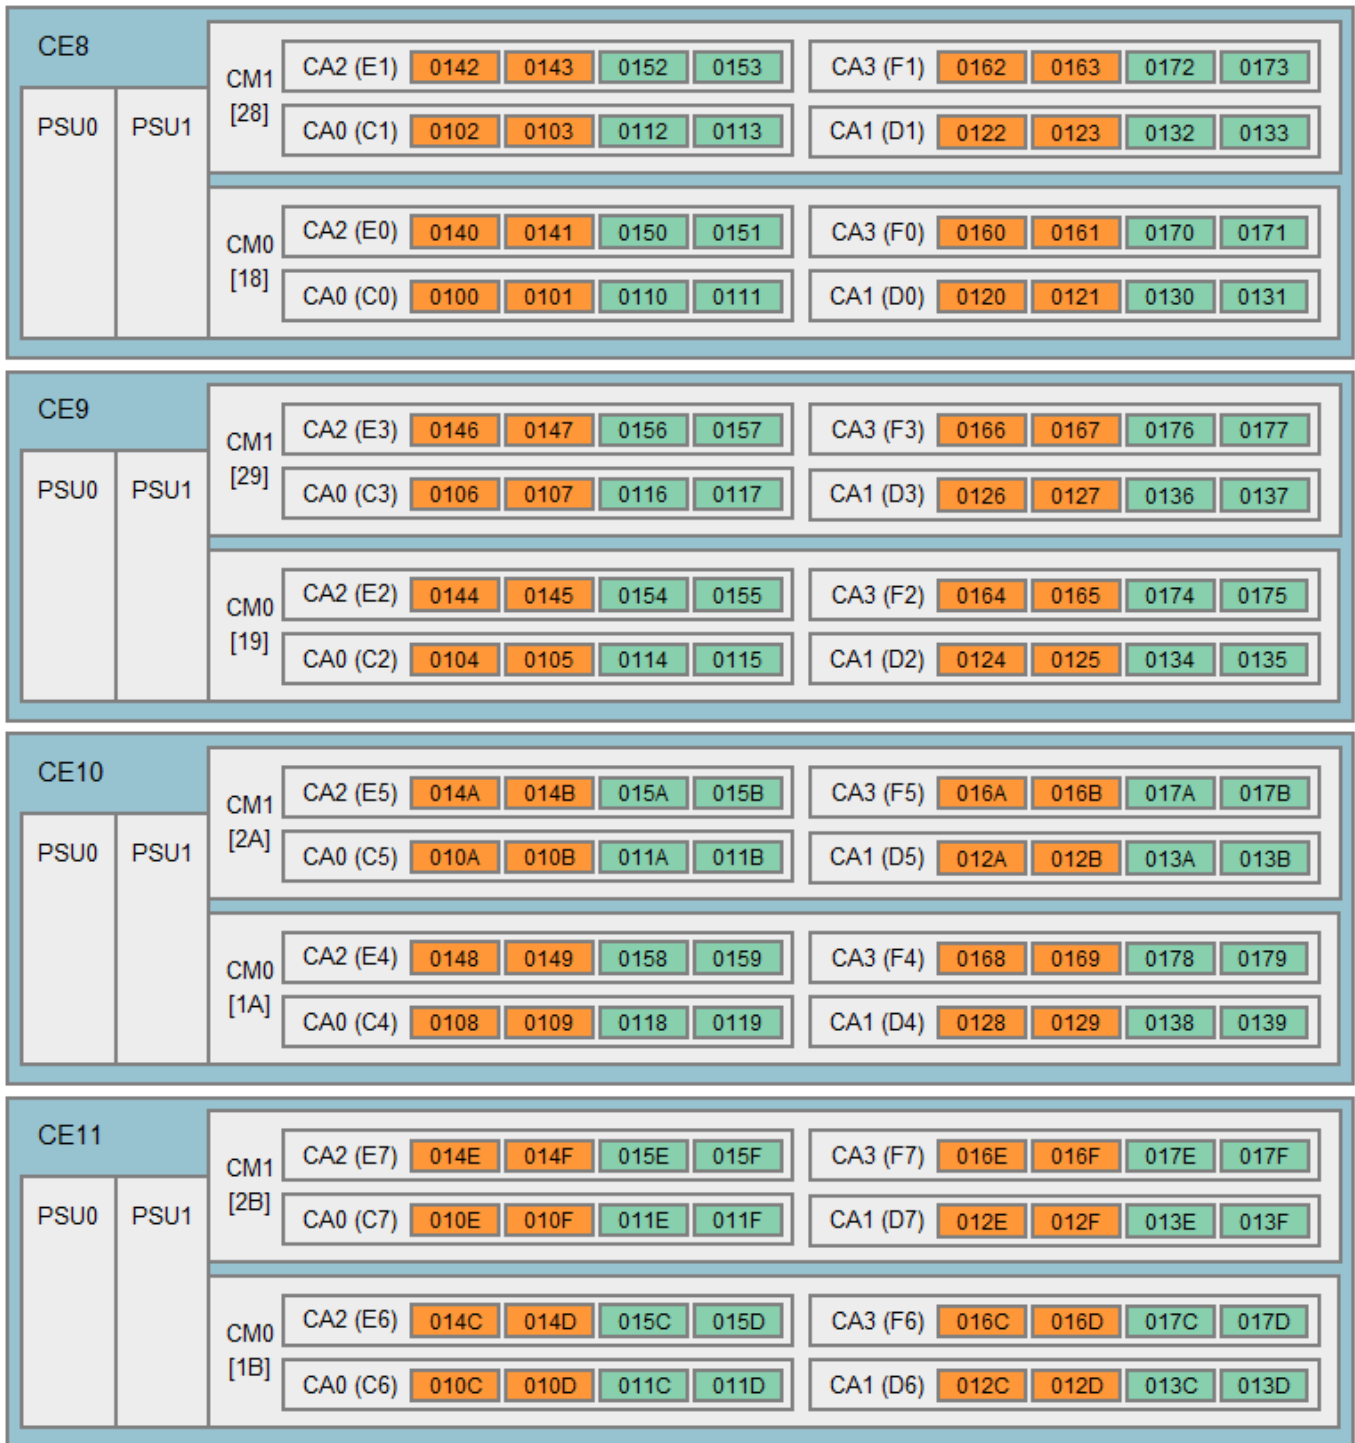 CE8
PSU0 PSU1
CM1
[28]
CA2 (E1) 0142 0143 0152 0153 CA3 (F1) 0162 0163 0172 0173
CA0 (C1) 0102 0103 0112 0113 CA1 (D1) 0122 0123 0132 0133
CM0
[18]
CA2 (E0) 0140 0141 0150 0151 CA3 (F0) 0160 0161 0170 0171
CA0 (C0) 0100 0101 0110 0111 CA1 (D0) 0120 0121 0130 0131
CE9
PSU0 PSU1
CM1
[29]
CA2 (E3) 0146 0147 0156 0157 CA3 (F3) 0166 0167 0176 0177
CA0 (C3) 0106 0107 0116 0117 CA1 (D3) 0126 0127 0136 0137
CM0
[19]
CA2 (E2) 0144 0145 0154 0155 CA3 (F2) 0164 0165 0174 0175
CA0 (C2) 0104 0105 0114 0115 CA1 (D2) 0124 0125 0134 0135
CE10
PSU0 PSU1
CM1
[2A]
CA2 (E5) 014A 014B 015A 015B CA3 (F5) 016A 016B 017A 017B
CA0 (C5) 010A 010B 011A 011B CA1 (D5) 012A 012B 013A 013B
CM0
[1A]
CA2 (E4) 0148 0149 0158 0159 CA3 (F4) 0168 0169 0178 0179
CA0 (C4) 0108 0109 0118 0119 CA1 (D4) 0128 0129 0138 0139
CE11
PSU0 PSU1
CM1
[2B]
CA2 (E7) 014E 014F 015E 015F CA3 (F7) 016E 016F 017E 017F
CA0 (C7) 010E 010F 011E 011F CA1 (D7) 012E 012F 013E 013F
CM0
[1B]
CA2 (E6) 014C 014D 015C 015D CA3 (F6) 016C 016D 017C 017D
CA0 (C6) 010C 010D 011C 011D CA1 (D6) 012C 012D 013C 013D